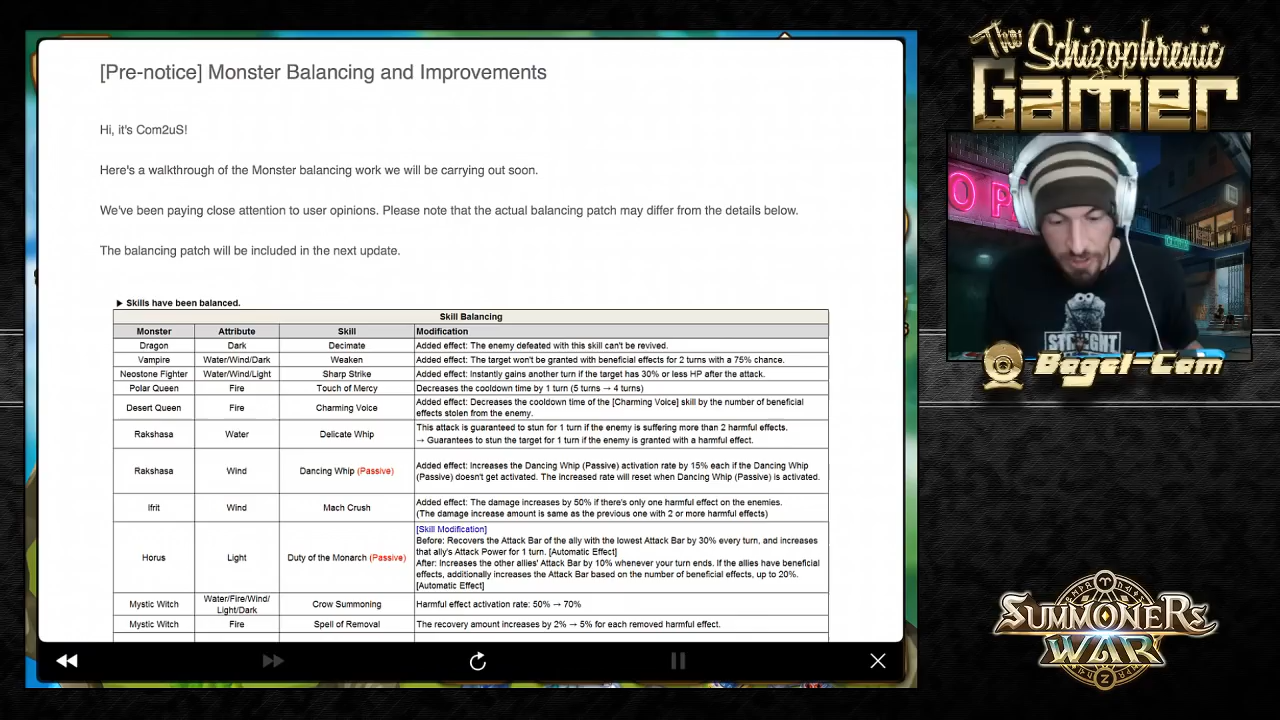 [Pre-notice] Monster Balancing and Improvements
Hi, it's Com2uS!
Here's a walkthrough of the Monster balancing work we will be carrying out soon.
We've been paying close attention to user opinions. Please note that the actual balancing patch may differ from the details below.
The balancing patch will be included in the next update.
▶ Skills have been balanced.
Skill Balancing
Monster Attribute Skill Modification
Dragon Dark Decimate Added effect: The enemy defeated with this skill can't be revived.
Vampire Water/Wind/Dark Weaken Added effect: The target won't be granted with beneficial effects for 2 turns with a 75% chance.
Neostone Fighter Water/Wind/Light Sharp Strike Added effect: Instantly gains another turn if the target has 30% or less HP after the attack.
Polar Queen Fire Touch of Mercy Decreases the cooldown time by 1 turn (5 turns → 4 turns)
Desert Queen Fire Charming Voice Added effect: Decreases the cooldown time of the [Charming Voice] skill by the number of beneficial
effects stolen from the enemy.
Rakshasa Water Delicate Whip This attack is guaranteed to stun for 1 turn if the enemy is suffering more than 2 harmful effects.
→ Guarantees to stun the target for 1 turn if the enemy is granted with a harmful effect.
Rakshasa Wind Dancing Whip (Passive) Added effect: Increases the Dancing Whip (Passive) activation rate by 15% each if the Dancing Whip
(Passive) doesn't get activated. The increased rate will reset when Dancing Whip (Passive) is activated.
Ifrit Wind Mach Crush Added effect: The damage increases by 50% if there's only one harmful effect on the enemies.
(The damage increase amount is same as the previous one with 2 or more harmful effects)
Horus Light Duty of the Monarch (Passive) [Skill Modification]
Before: Recovers the Attack Bar of the ally with the lowest Attack Bar by 30% every turn, and increases
that ally's Attack Power for 1 turn. [Automatic Effect]
After: Increases the other allies' Attack Bar by 10% whenever your turn ends. If the allies have beneficial
effects, additionally increases the Attack Bar based on the number of beneficial effects, up to 20%.
[Automatic Effect]
Mystic Witch Water/Fire/Wind/
Light/Dark Crow Summoning Harmful effect activation rate: 50% → 70%
Mystic Witch Fire Spell of Removal The recovery amount increases by 2% → 5% for each removed harmful effect.
The
Schizophrenic
Gamer
OP
STR GHT
Bagel-Cam
SUMMONERS
WAR